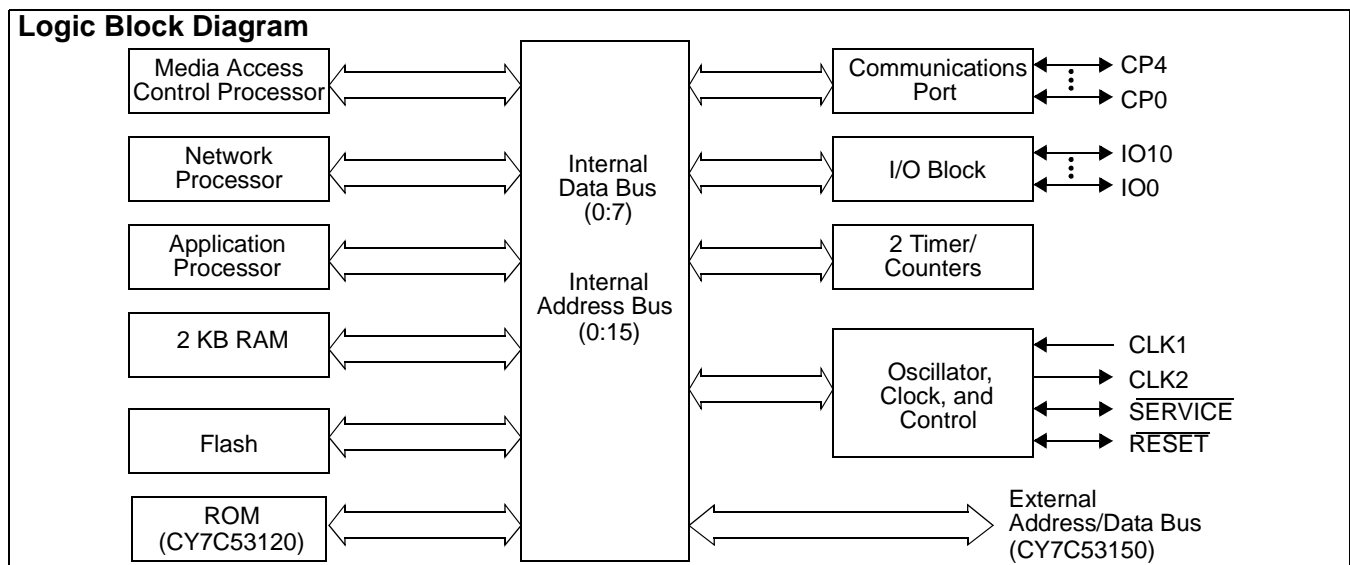 Logic Block Diagram
Media Access
Control Processor
Network
Processor
Application
Processor
2 KB RAM
Flash
ROM
(CY7C53120)
Internal
Data Bus
(0:7)
Internal
Address Bus
(0:15)
Communications
Port
CP4
CP0
I/O Block
IO10
IO0
2 Timer/
Counters
Oscillator,
Clock, and
Control
CLK1
CLK2
SERVICE
RESET
External
Address/Data Bus
(CY7C53150)